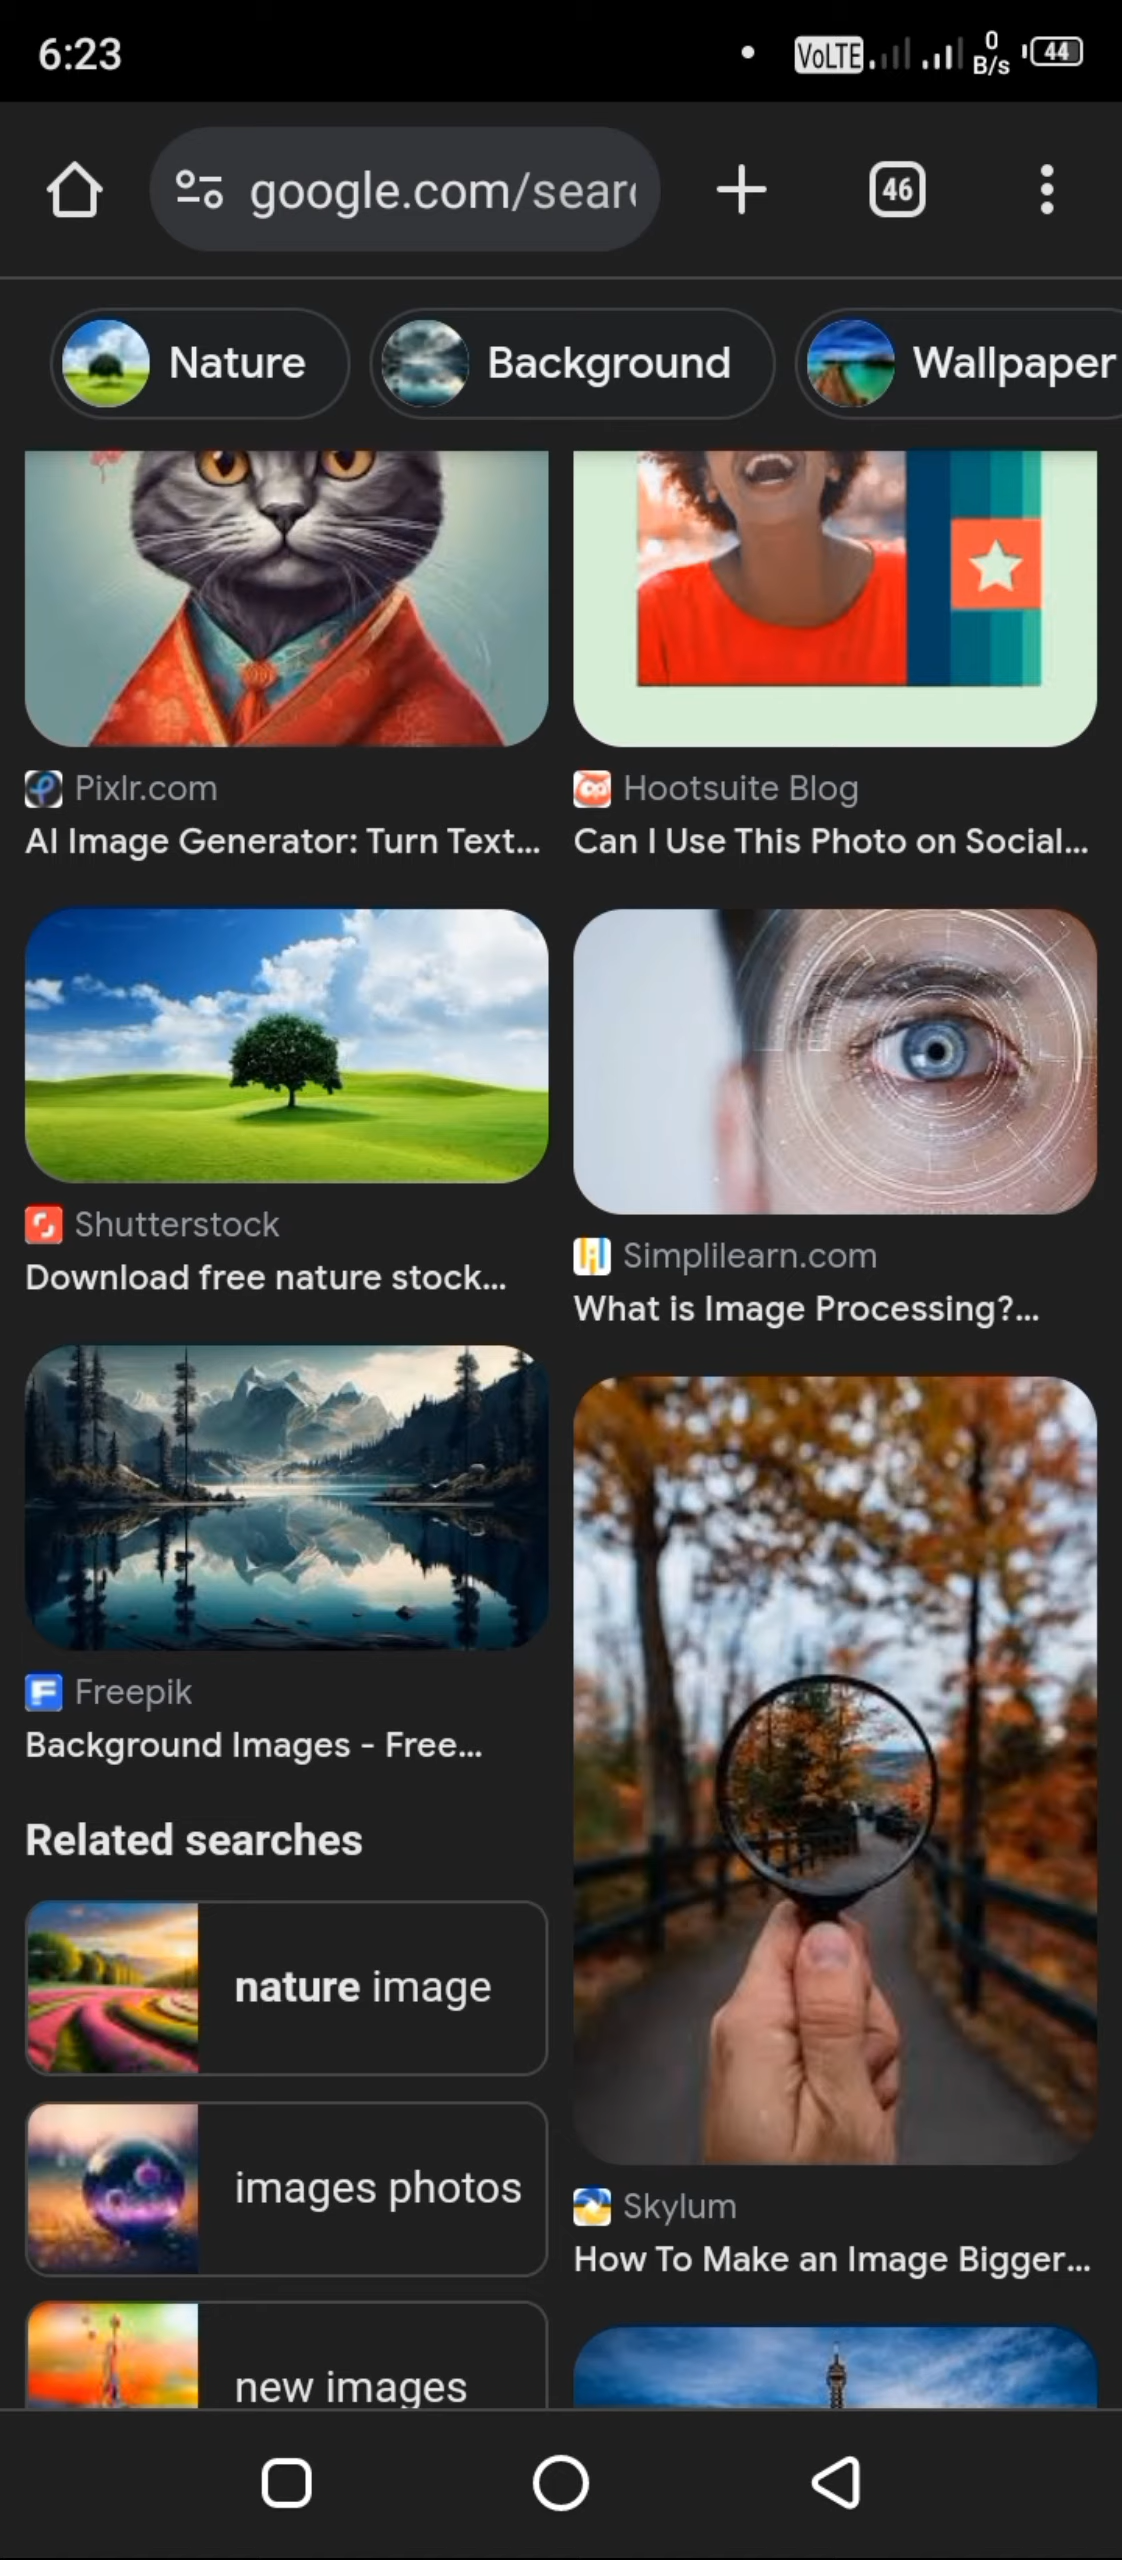 6:23
VoLTE
0
B/s
44
google.com/sear
46
Nature
Background
Wallpaper
Pixlr.com
AI Image Generator: Turn Text...
Hootsuite Blog
Can I Use This Photo on Social...
Shutterstock
Download free nature stock...
Simplilearn.com
What is Image Processing?...
Freepik
Background Images - Free...
Related searches
nature image
images photos
new images
Skylum
How To Make an Image Bigger...